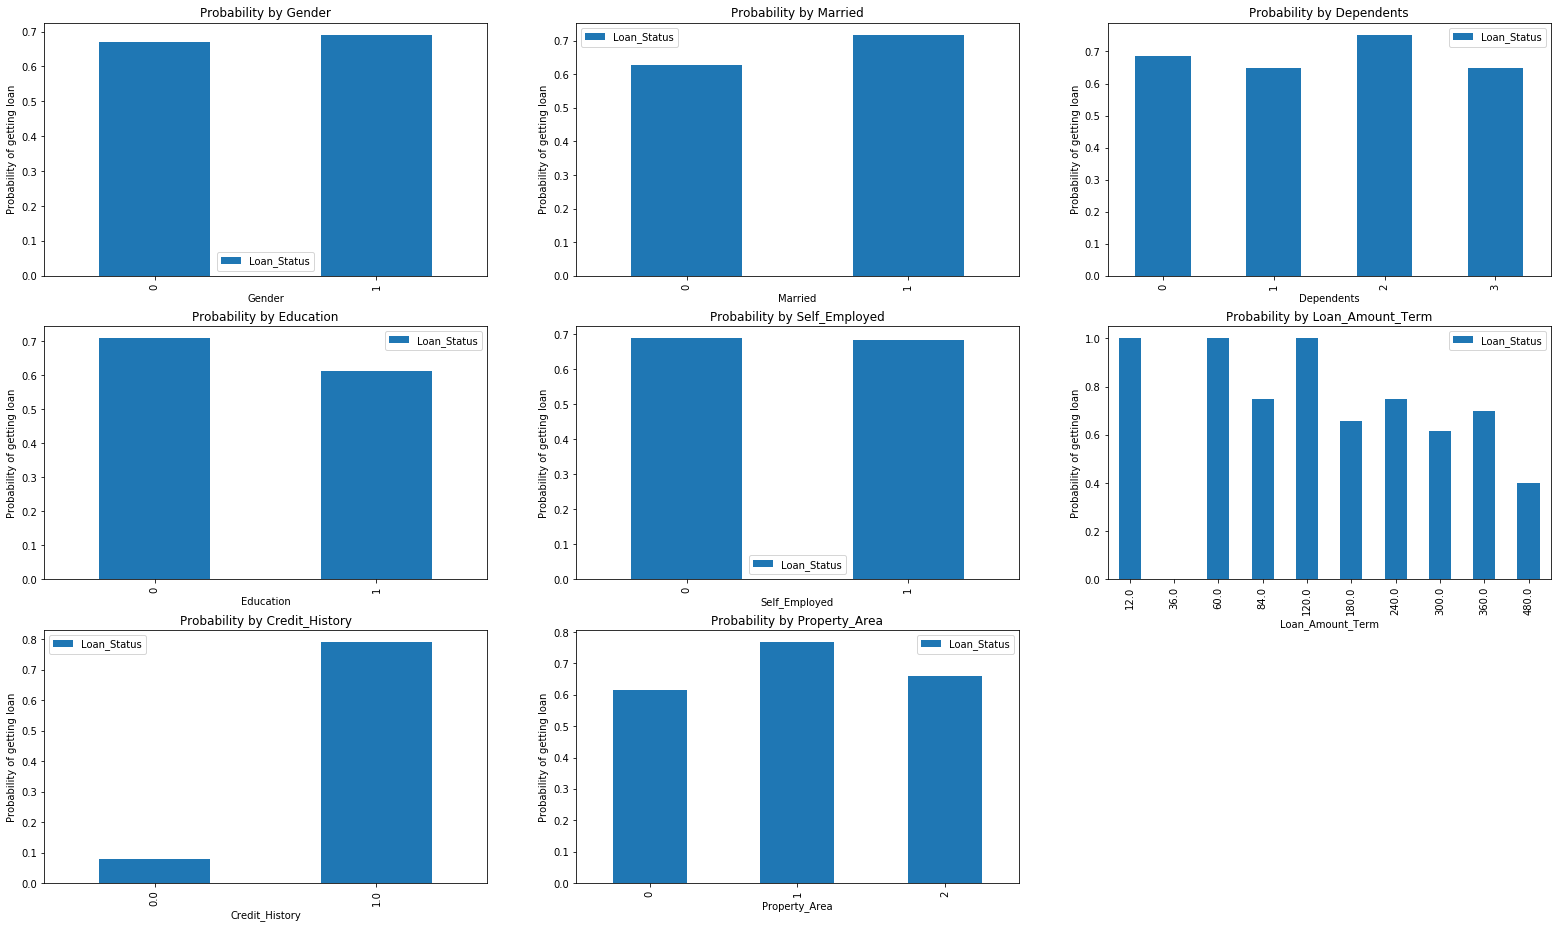 Probability by Gender
Probability of getting loan
0.7
0.6
0.5
0.4
0.3
0.2
0.1
0.0
Loan_Status
0
1
Gender
Probability by Married
Probability of getting loan
0.7
0.6
0.5
0.4
0.3
0.2
0.1
0.0
Loan_Status
0
1
Married
Probability by Dependents
Probability of getting loan
0.7
0.6
0.5
0.4
0.3
0.2
0.1
0.0
Loan_Status
0
1
2
3
Dependents
Probability by Education
Probability of getting loan
0.7
0.6
0.5
0.4
0.3
0.2
0.1
0.0
Loan_Status
0
1
Education
Probability by Self_Employed
Probability of getting loan
0.7
0.6
0.5
0.4
0.3
0.2
0.1
0.0
Loan_Status
0
1
Self_Employed
Probability by Loan_Amount_Term
Probability of getting loan
1.0
0.8
0.6
0.4
0.2
0.0
Loan_Status
12.0
36.0
60.0
84.0
120.0
180.0
240.0
300.0
360.0
480.0
Loan_Amount_Term
Probability by Credit_History
Probability of getting loan
0.8
0.7
0.6
0.5
0.4
0.3
0.2
0.1
0.0
Loan_Status
0.0
1.0
Credit_History
Probability by Property_Area
Probability of getting loan
0.8
0.7
0.6
0.5
0.4
0.3
0.2
0.1
0.0
Loan_Status
0
1
2
Property_Area